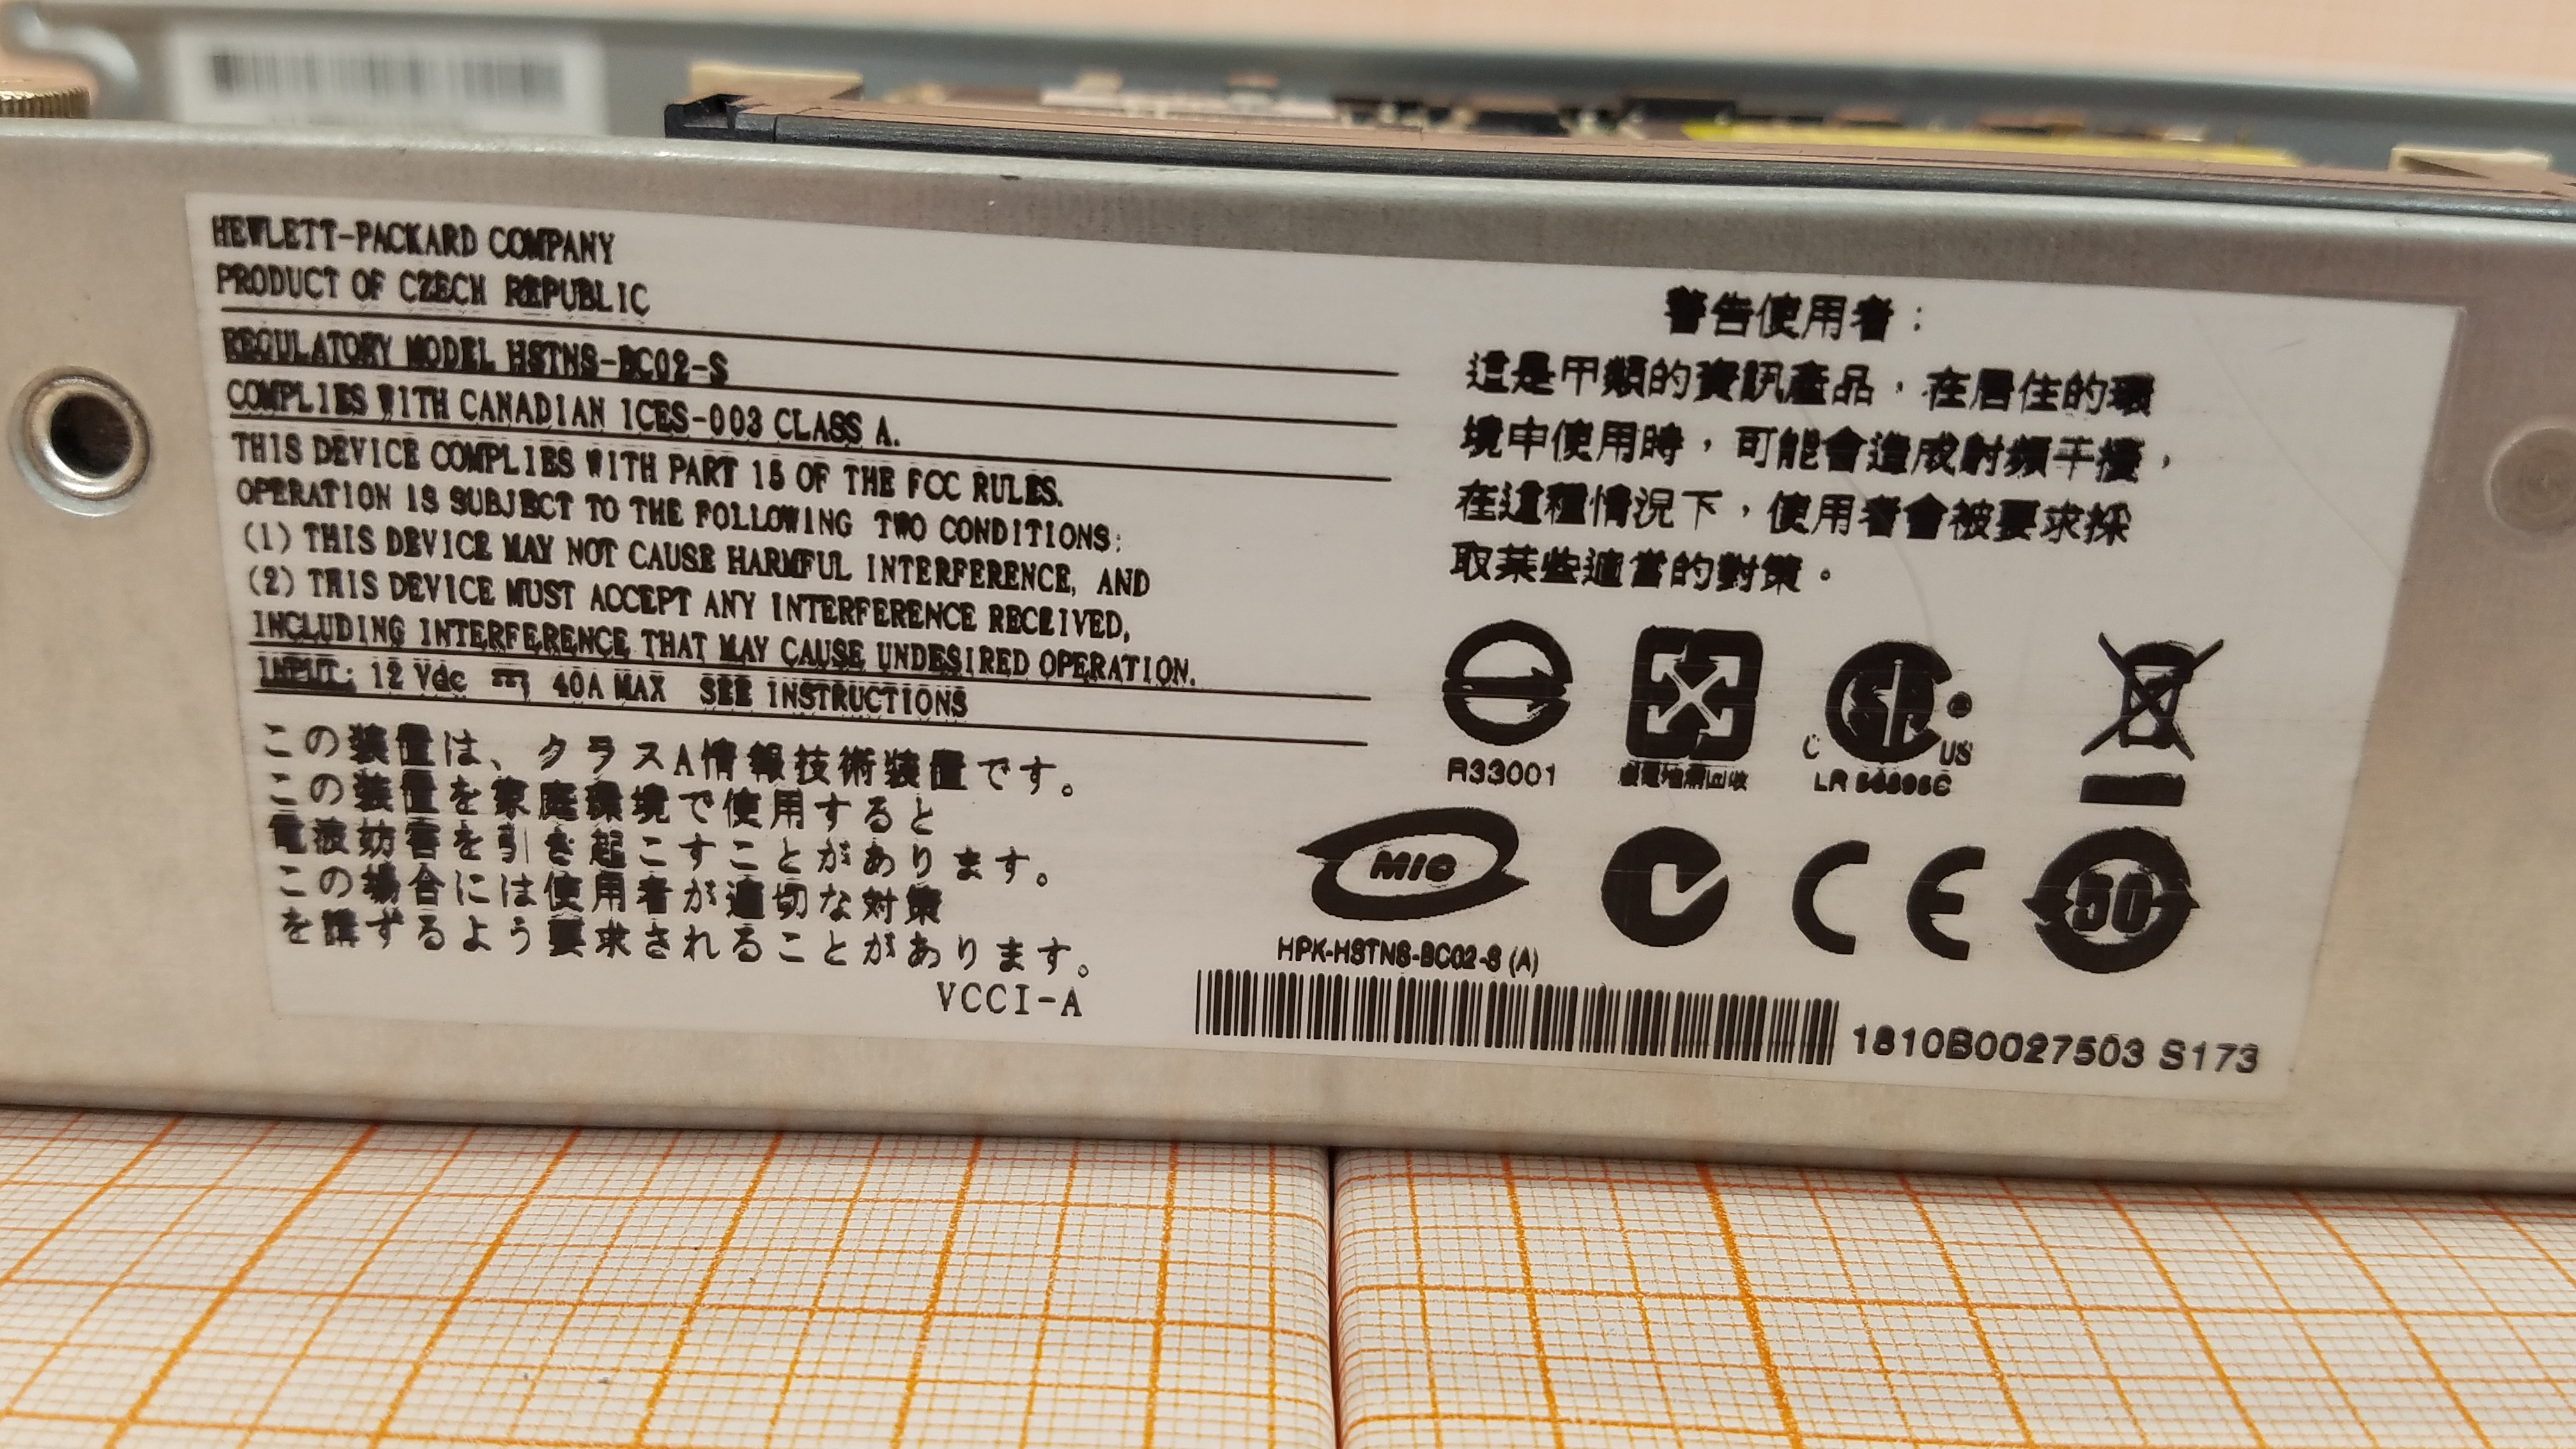 HEWLETT-PACKARD COMPANY
PRODUCT OF CZECH REPUBLIC
REGULATORY MODEL HSTNS-BC02-S
COMPLIES WITH CANADIAN ICES-003 CLASS A.
THIS DEVICE COMPLIES WITH PART 15 OF THE FCC RULES.
OPERATION IS SUBJECT TO THE FOLLOWING TWO CONDITIONS:
(1) THIS DEVICE MAY NOT CAUSE HARMFUL INTERFERENCE, AND
(2) THIS DEVICE MUST ACCEPT ANY INTERFERENCE RECEIVED,
INCLUDING INTERFERENCE THAT MAY CAUSE UNDESIRED OPERATION.
INPUT: 12 Vdc ⎓ 40A MAX SEE INSTRUCTIONS
この装置は、クラスA情報技術装置です。
この装置を家庭環境で使用すると
電波妨害を引き起こすことがあります。
この場合には使用者が適切な対策
を講ずるよう要求されることがあります。
VCCI-A
警告使用者：
這是甲類的資訊產品，在居住的環
境中使用時，可能會造成射頻干擾，
在這種情況下，使用者會被要求採
取某些適當的對策。
R33001
廢電池請回收
C SA US
LR
MIC
CE
50
HPK-HSTNS-BC02-S (A)
1810B0027503 S173